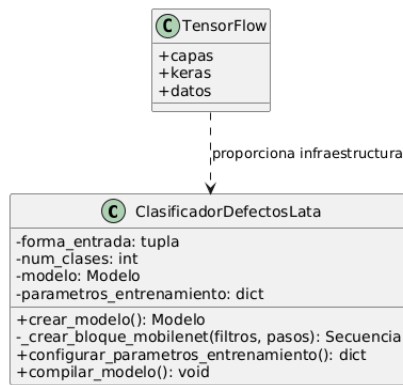 C TensorFlow
+capas
+keras
+datos
proporciona infraestructura
C ClasificadorDefectosLata
-forma_entrada: tupla
-num_clases: int
-modelo: Modelo
-parametros_entrenamiento: dict
+crear_modelo(): Modelo
-_crear_bloque_mobilenet(filtros, pasos): Secuencia
+configurar_parametros_entrenamiento(): dict
+compilar_modelo(): void